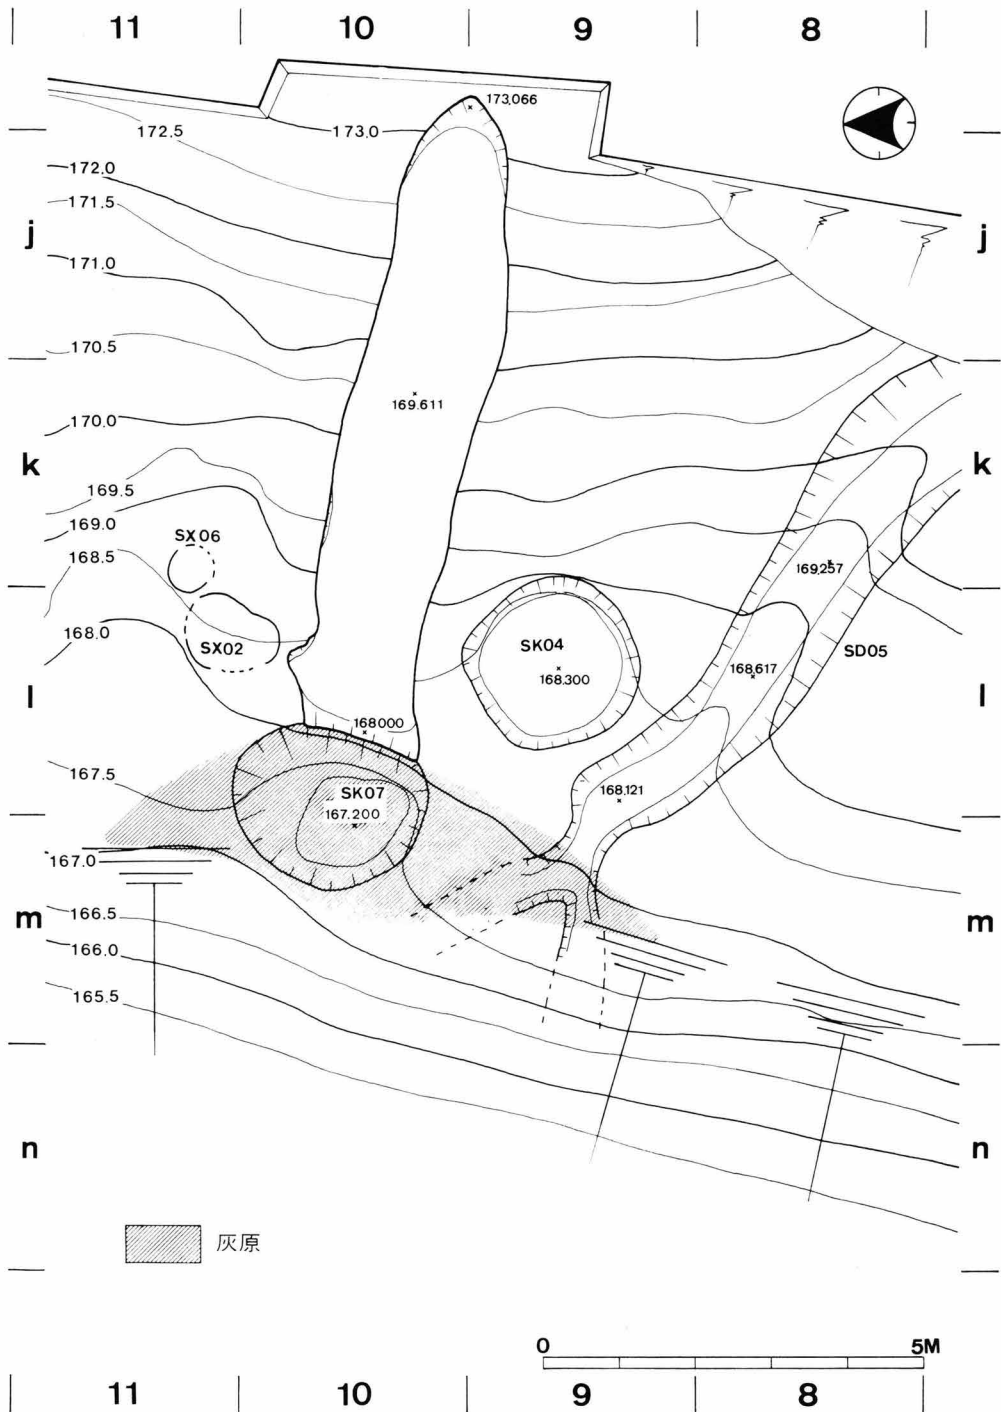 11 10 9 8
173,066
172.5 173.0
172.0
171.5
j j
171.0
170.5
169.611
170.0
k k
169.5
169.0
SX06
168.5
169,257
168.0
SX02
SK04
SD05
168.300
168.617
l l
168000
167.5
SK07
168.121
167.200
167.0
m m
166.5
166.0
165.5
n n
灰原
0 5M
11 10 9 8